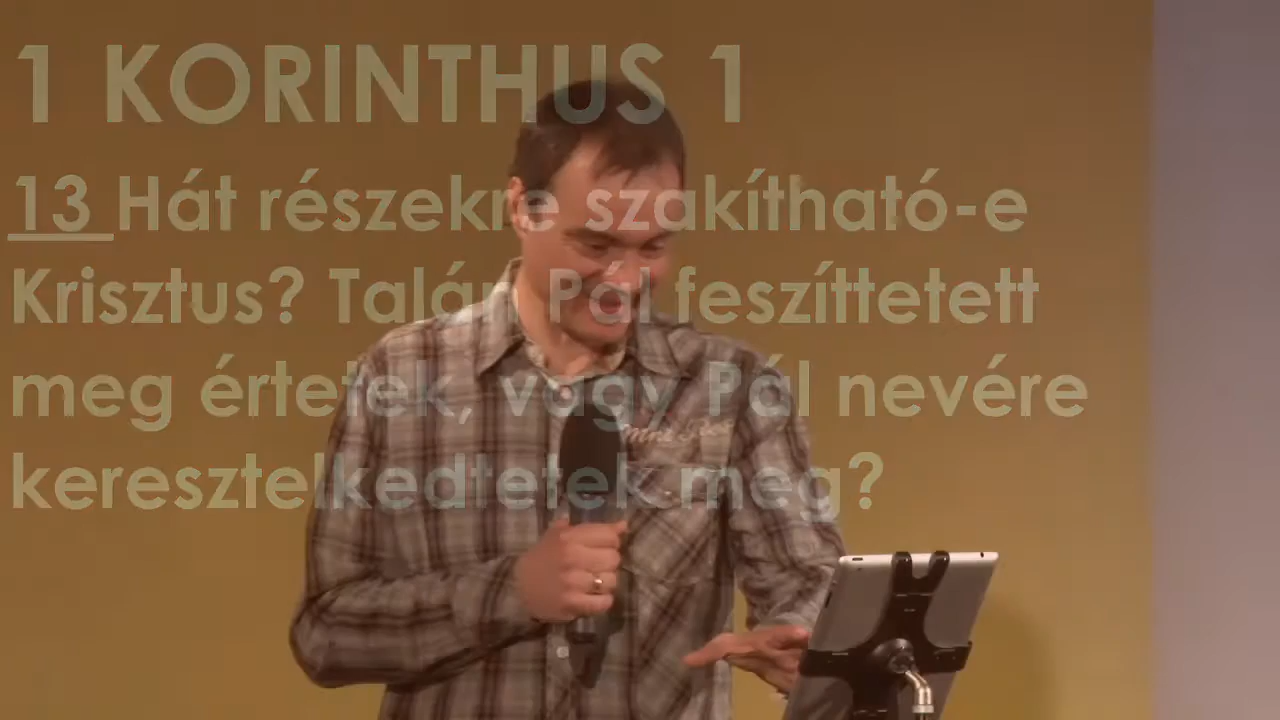 1 KORINTHUS 1
13 Hát részekre szakítható-e
Krisztus? Talán Pál feszíttetett
meg értetek, vagy Pál nevére
keresztelkedtetek meg?